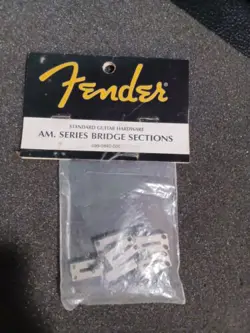 Fender
STANDARD GUITAR HARDWARE
AM. SERIES BRIDGE SECTIONS